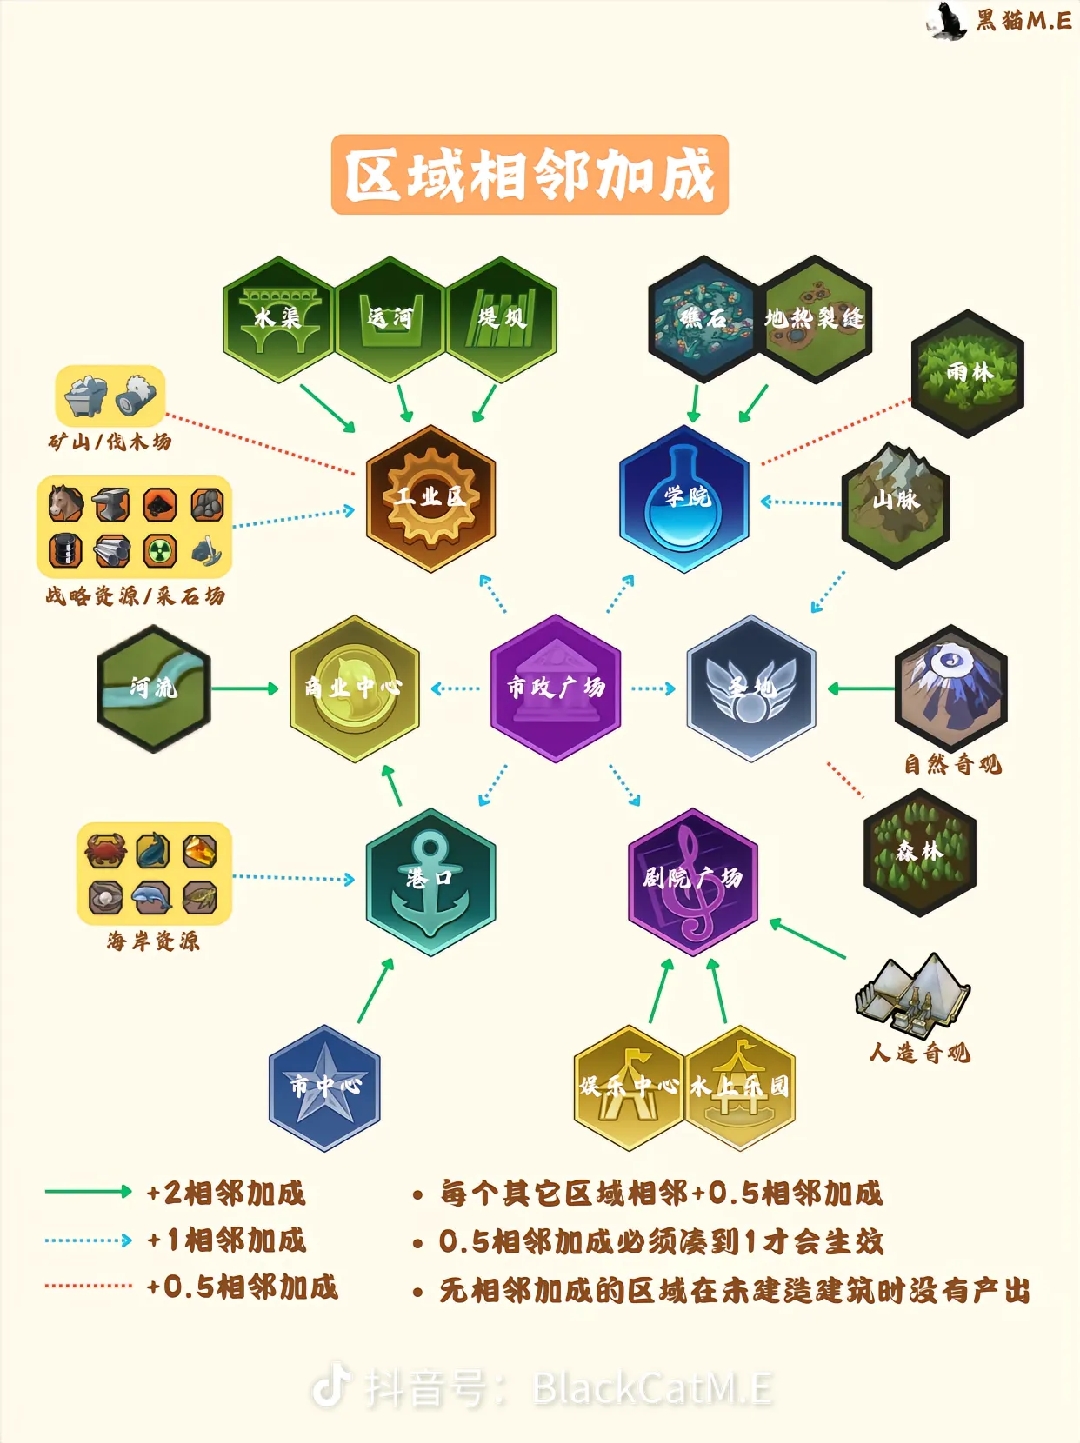 黑猫M.E
区域相邻加成
水渠
运河
堤坝
礁石
地热裂缝
雨林
矿山/伐木场
工业区
学院
山脉
战略资源/采石场
河流
商业中心
市政广场
圣地
自然奇观
港口
剧院广场
森林
海岸资源
人造奇观
市中心
娱乐中心
水上乐园
+2相邻加成
+1相邻加成
+0.5相邻加成
• 每个其它区域相邻+0.5相邻加成
• 0.5相邻加成必须凑到1才会生效
• 无相邻加成的区域在未建造建筑时没有产出
抖音号：BlackCatM.E